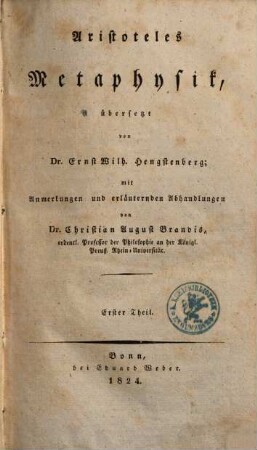 Aristoteles
Metaphysik,
übersetzt
von
Dr. Ernst Wilh. Hengstenberg;
mit
Anmerkungen und erläuternden Abhandlungen
von
Dr. Christian August Brandis,
ordentl. Professor der Philosophie an der Königl.
Preuß. Rhein-Universität.
Erster Theil.
Bonn,
bei Eduard Weber.
1824.